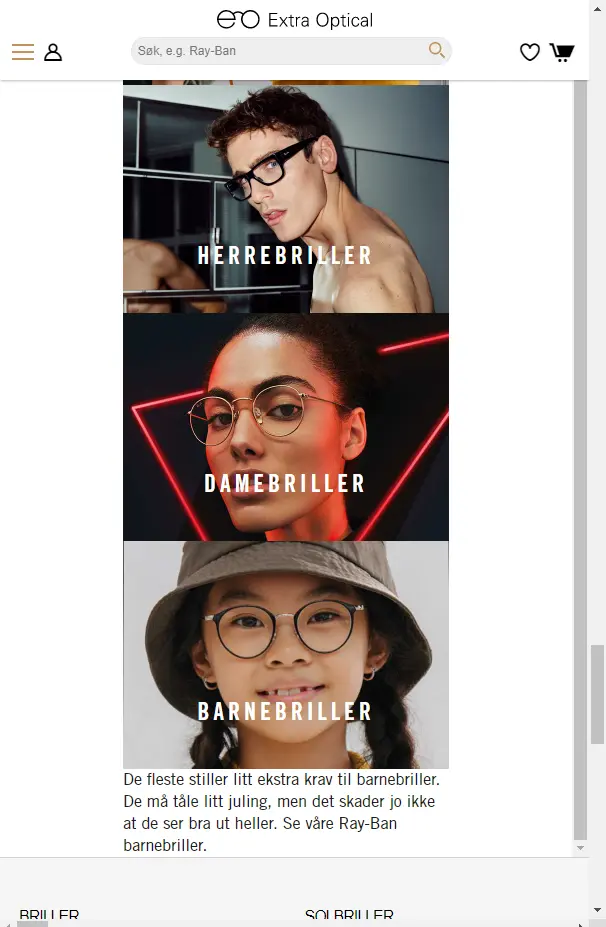 Extra Optical
Søk, e.g. Ray-Ban
HERREBRILLER
DAMEBRILLER
BARNEBRILLER
De fleste stiller litt ekstra krav til barnebriller.
De må tåle litt juling, men det skader jo ikke
at de ser bra ut heller. Se våre Ray-Ban
barnebriller.
BRILLER
SOLBRILLER